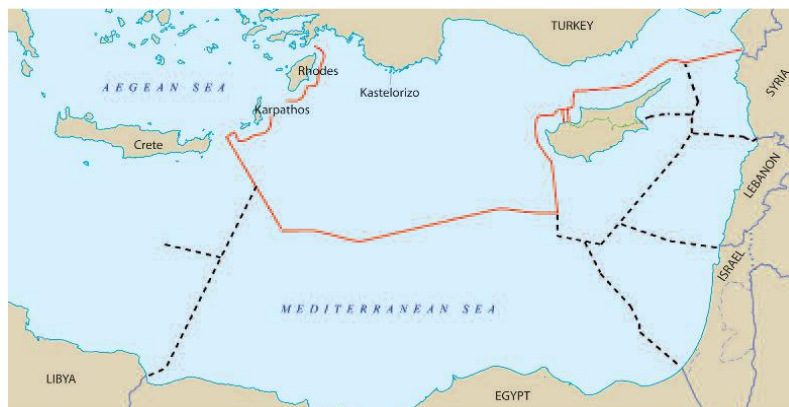 TURKEY
Rhodes
AEGEAN SEA
Kastelorizo
SYRIA
Karpathos
Crete
LEBANON
ISRAEL
MEDITERRANEAN SEA
LIBYA
EGYPT